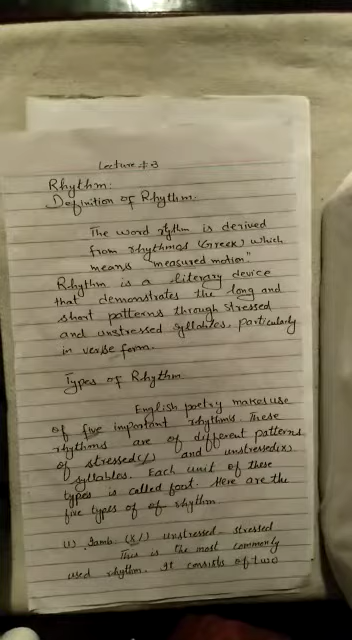 Lecture # 3
Rhythm:
Definition of Rhythm.
The word rhythm is derived
from rhythmos (Greek) which
means "measured motion"
Rhythm is a literary device
that demonstrates the long and
short patterns through stressed
and unstressed syllables, particularly
in verse form.
Types of Rhythm
English poetry makes use
of five important rhythms. These
rhythms are of different patterns
of stressed(/) and unstressed(x)
syllables. Each unit of these
types is called foot. Here are the
five types of of rhythm
(1) Iamb (x/) unstressed - stressed
This is the most commonly
used rhythm. It consists of two